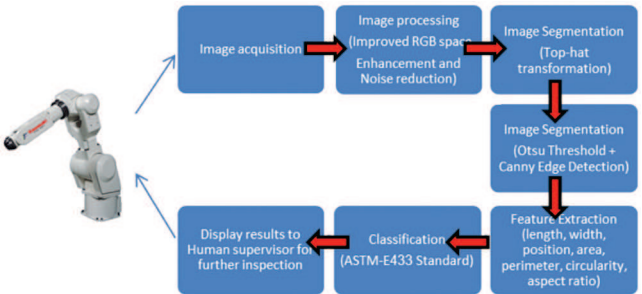 Image acquisition
Image processing
(Improved RGB space
Enhancement and
Noise reduction)
Image Segmentation
(Top-hat
transformation)
Image Segmentation
(Otsu Threshold +
Canny Edge Detection)
Feature Extraction
(length, width,
position, area,
perimeter, circularity,
aspect ratio)
Classification
(ASTM-E433 Standard)
Display results to
Human supervisor for
further inspection